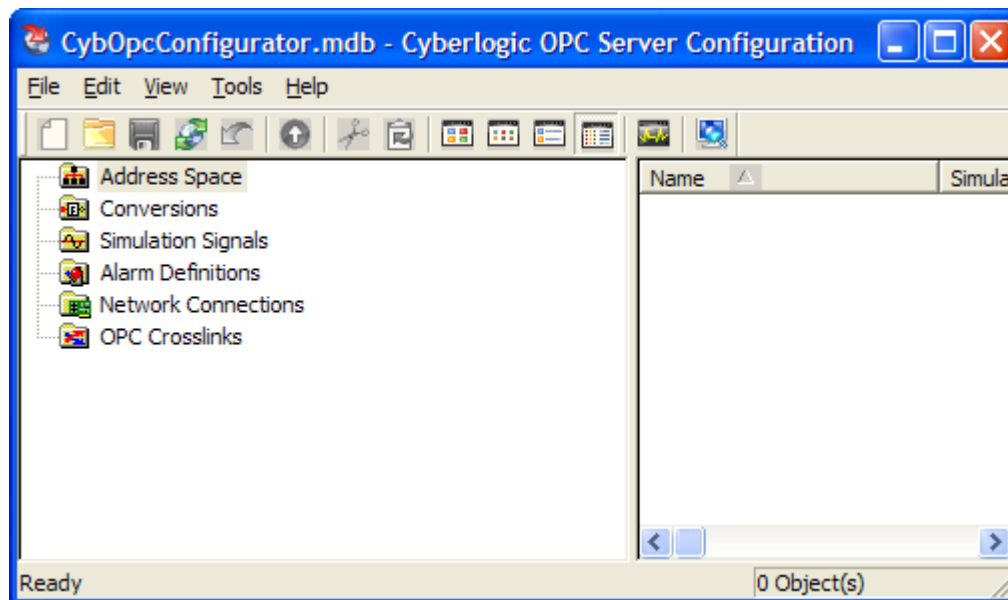 CybOpcConfigurator.mdb - Cyberlogic OPC Server Configuration
File Edit View Tools Help
Address Space
Conversions
Simulation Signals
Alarm Definitions
Network Connections
OPC Crosslinks
Name Simula
Ready 0 Object(s)